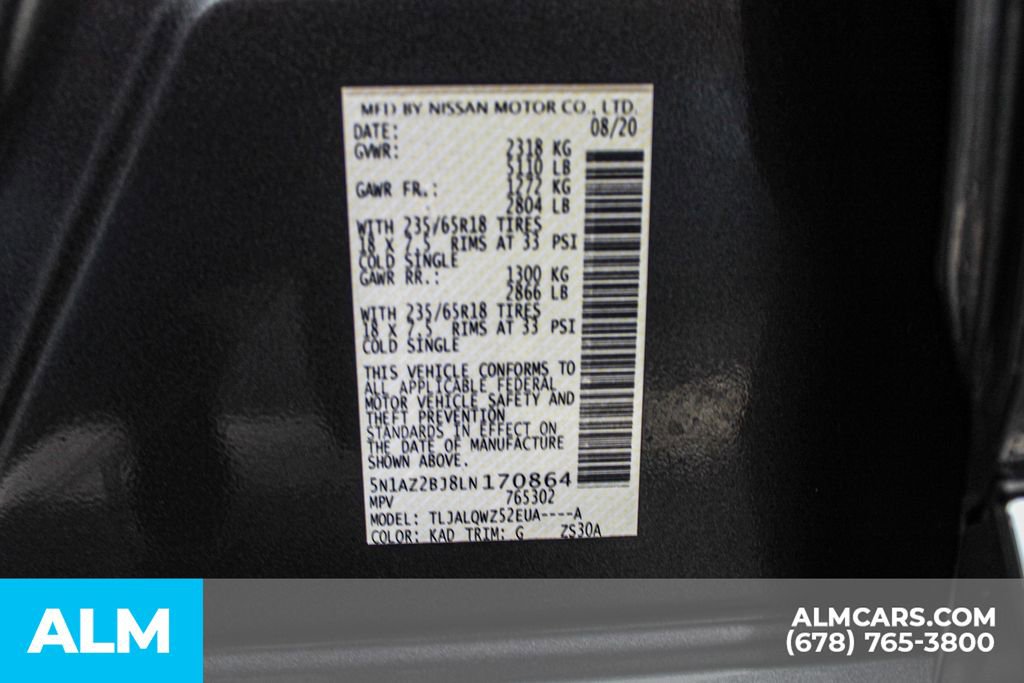 MFD BY NISSAN MOTOR CO., LTD.
DATE: 08/20
GVWR: 2318 KG
5110 LB
GAWR FR.: 1272 KG
2804 LB
WITH 235/65R18 TIRES
18 X 7.5 RIMS AT 33 PSI
COLD SINGLE
GAWR RR.: 1300 KG
2866 LB
WITH 235/65R18 TIRES
18 X 7.5 RIMS AT 33 PSI
COLD SINGLE
THIS VEHICLE CONFORMS TO
ALL APPLICABLE FEDERAL
MOTOR VEHICLE SAFETY AND
THEFT PREVENTION
STANDARDS IN EFFECT ON
THE DATE OF MANUFACTURE
SHOWN ABOVE.
5N1AZ2BJ8LN170864
MPV 765302
MODEL: TLJALQWZ52EUA----A
COLOR: KAD TRIM: G ZS30A
ALM
ALMCARS.COM
(678) 765-3800